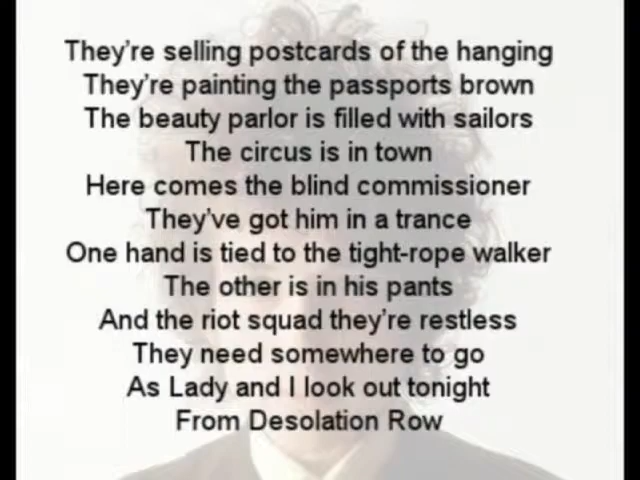 They're selling postcards of the hanging
They're painting the passports brown
The beauty parlor is filled with sailors
The circus is in town
Here comes the blind commissioner
They've got him in a trance
One hand is tied to the tight-rope walker
The other is in his pants
And the riot squad they're restless
They need somewhere to go
As Lady and I look out tonight
From Desolation Row